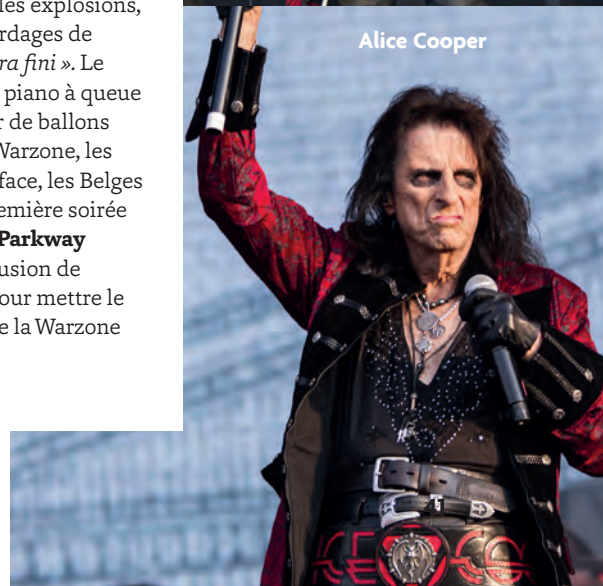 les explosions,
rdages de
ra fini ». Le
piano à queue
r de ballons
Warzone, les
face, les Belges
emière soirée
Parkway
usion de
our mettre le
e la Warzone
Alice Cooper